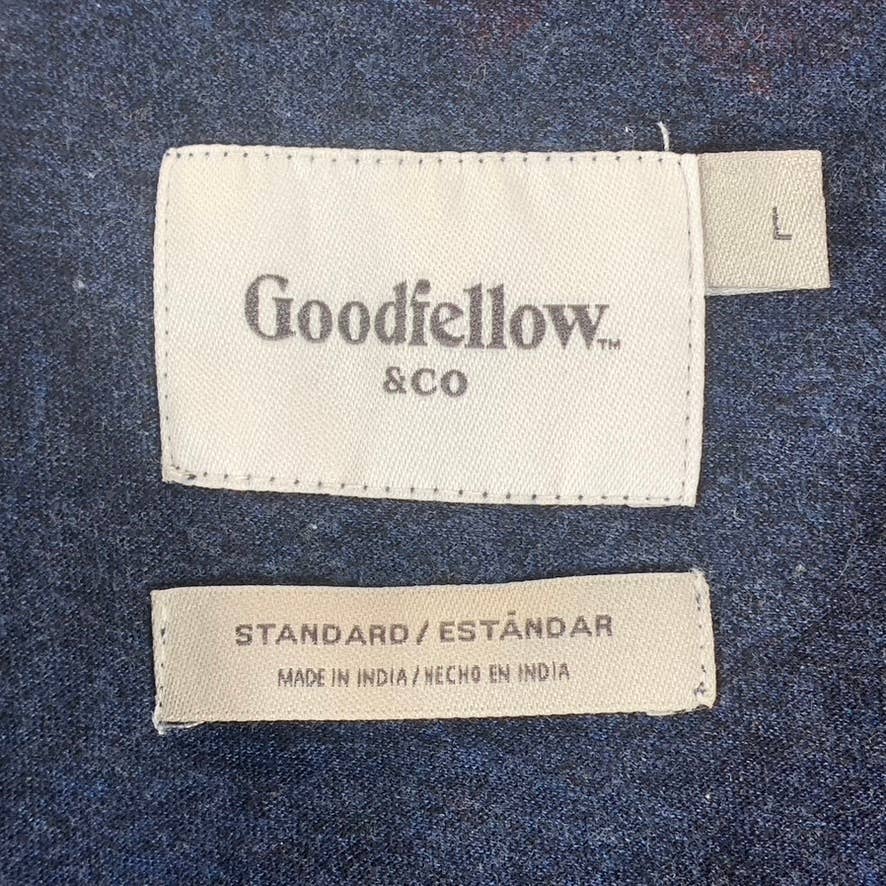 Goodfellow™
& CO
L
STANDARD / ESTÁNDAR
MADE IN INDIA / HECHO EN INDIA